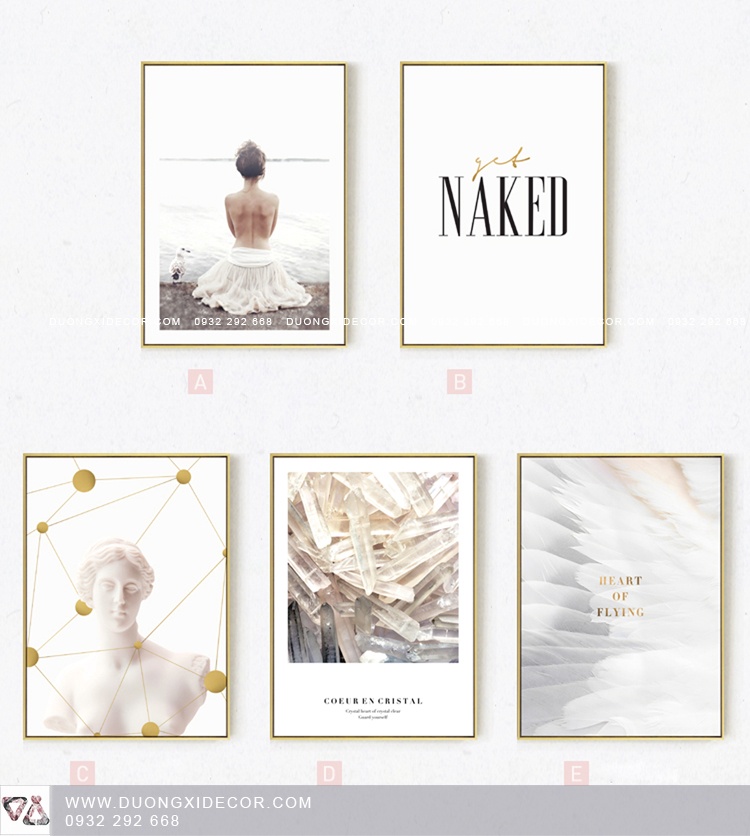 get
NAKED
DUONGXIDECOR.COM 0932 292 668 DUONGXIDECOR.COM 0932 292 668
A
B
HEART
OF
FLYING
COEUR EN CRISTAL
Crystal heart of crystal clear
Guard yourself
C
D
E
WWW.DUONGXIDECOR.COM
0932 292 668